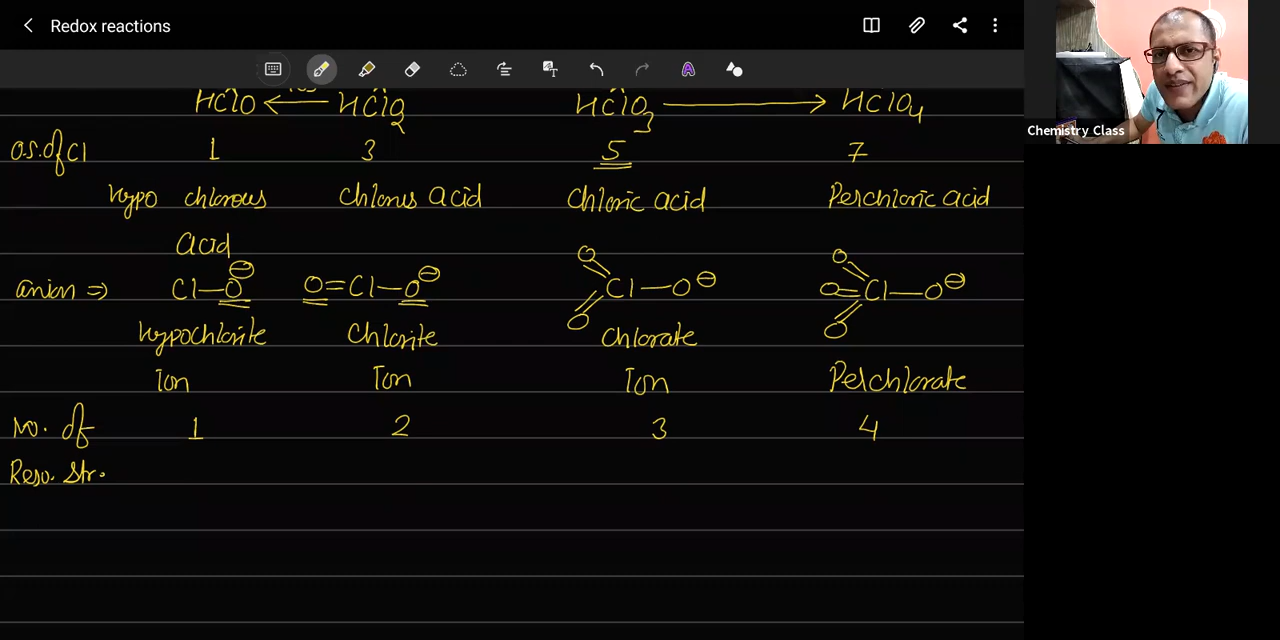 Redox reactions
HClO ← HClO2 HClO3 → HClO4
Chemistry Class
O.S. of Cl 1 3 5 7
Hypo chlorous Chlorus acid Chloric acid Perchloric acid
Acid
anion ⇒ Cl—O⊖ O=Cl—O⊖ O Cl—O⊖ O O O=Cl—O⊖ O
Hypochlorite Chlorite Chlorate Perchlorate
Ion Ion Ion
No. of 1 2 3 4
Reso. Str.